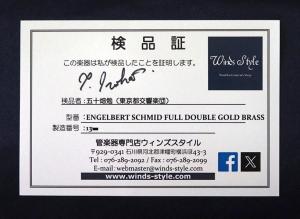 検品証
Winds Style
この楽器は私が検品したことを証明します。
検品者：五十畑勉（東京都交響楽団）
型番：ENGELBERT SCHMID FULL DOUBLE GOLD BRASS
製造番号：13
管楽器専門店ウィンズスタイル
〒929-0341 石川県河北郡津幡町横浜ほ43-3
Tel / 076-289-2092 / Fax / 076-289-2099
E-mail: webmaster@winds-style.com
www.winds-style.com